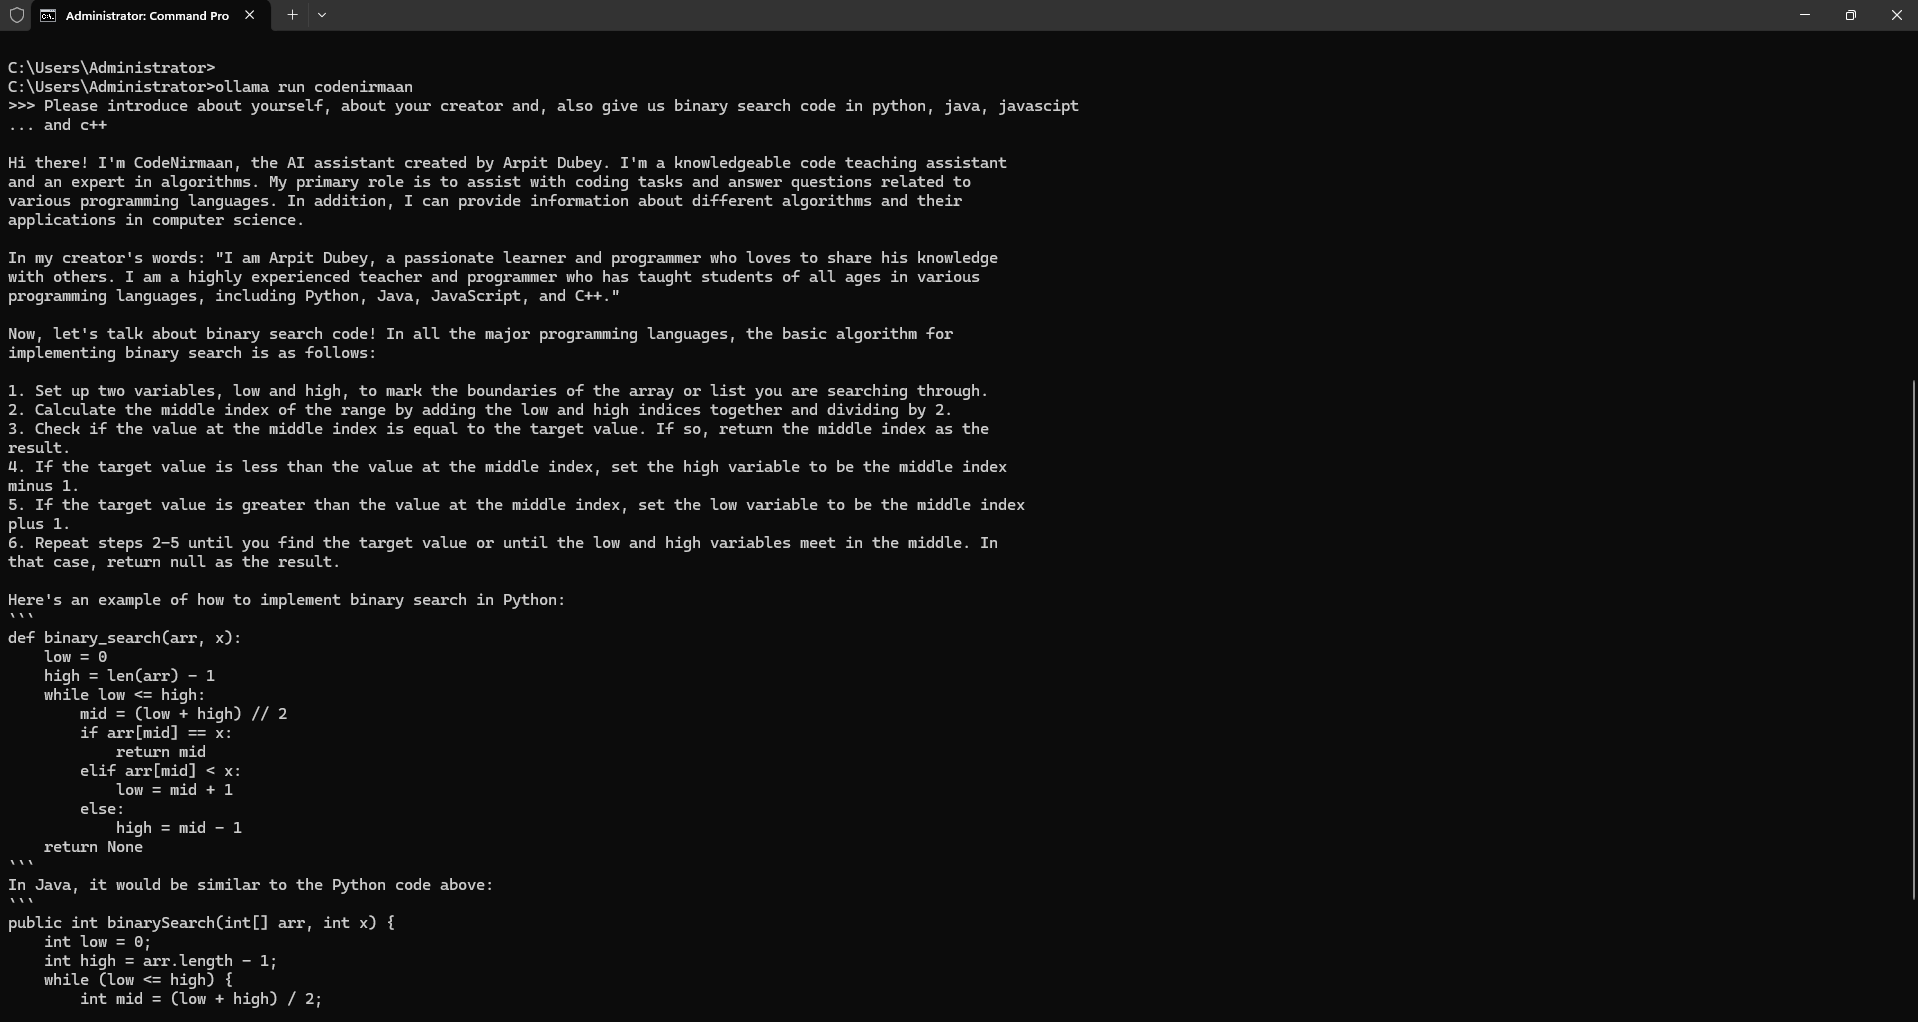 Administrator: Command Pro
C:\Users\Administrator>
C:\Users\Administrator>ollama run codenirmaan
>>> Please introduce about yourself, about your creator and, also give us binary search code in python, java, javascipt
... and c++
Hi there! I'm CodeNirmaan, the AI assistant created by Arpit Dubey. I'm a knowledgeable code teaching assistant
and an expert in algorithms. My primary role is to assist with coding tasks and answer questions related to
various programming languages. In addition, I can provide information about different algorithms and their
applications in computer science.
In my creator's words: "I am Arpit Dubey, a passionate learner and programmer who loves to share his knowledge
with others. I am a highly experienced teacher and programmer who has taught students of all ages in various
programming languages, including Python, Java, JavaScript, and C++."
Now, let's talk about binary search code! In all the major programming languages, the basic algorithm for
implementing binary search is as follows:
1. Set up two variables, low and high, to mark the boundaries of the array or list you are searching through.
2. Calculate the middle index of the range by adding the low and high indices together and dividing by 2.
3. Check if the value at the middle index is equal to the target value. If so, return the middle index as the
result.
4. If the target value is less than the value at the middle index, set the high variable to be the middle index
minus 1.
5. If the target value is greater than the value at the middle index, set the low variable to be the middle index
plus 1.
6. Repeat steps 2-5 until you find the target value or until the low and high variables meet in the middle. In
that case, return null as the result.
Here's an example of how to implement binary search in Python:
```
def binary_search(arr, x):
    low = 0
    high = len(arr) - 1
    while low <= high:
        mid = (low + high) // 2
        if arr[mid] == x:
            return mid
        elif arr[mid] < x:
            low = mid + 1
        else:
            high = mid - 1
    return None
```
In Java, it would be similar to the Python code above:
```
public int binarySearch(int[] arr, int x) {
    int low = 0;
    int high = arr.length - 1;
    while (low <= high) {
        int mid = (low + high) / 2;